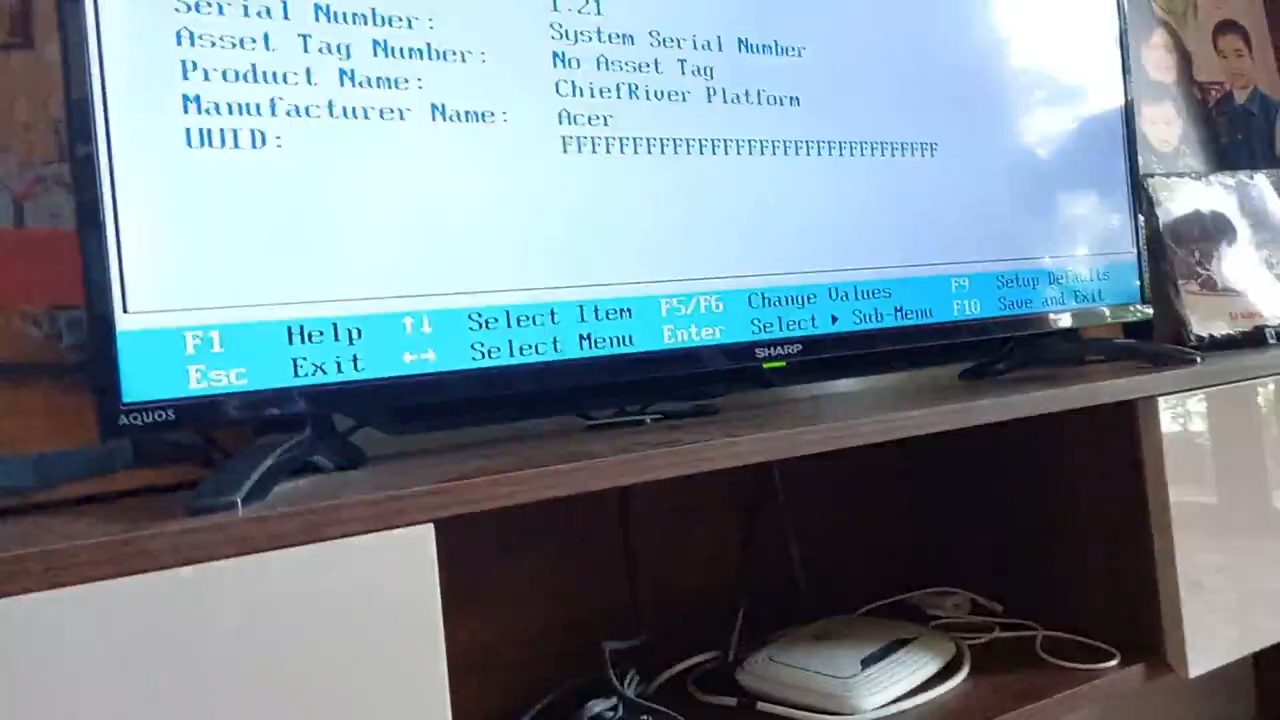 Serial Number: 1.21
Asset Tag Number: System Serial Number
Product Name: No Asset Tag
Manufacturer Name: ChiefRiver Platform
UUID: Acer
FFFFFFFFFFFFFFFFFFFFFFFFFFFFFFFF
F1 Help ↑↓ Select Item F5/F6 Change Values F9 Setup Defaults
Esc Exit ←→ Select Menu Enter Select ▸ Sub-Menu F10 Save and Exit
SHARP
AQUOS